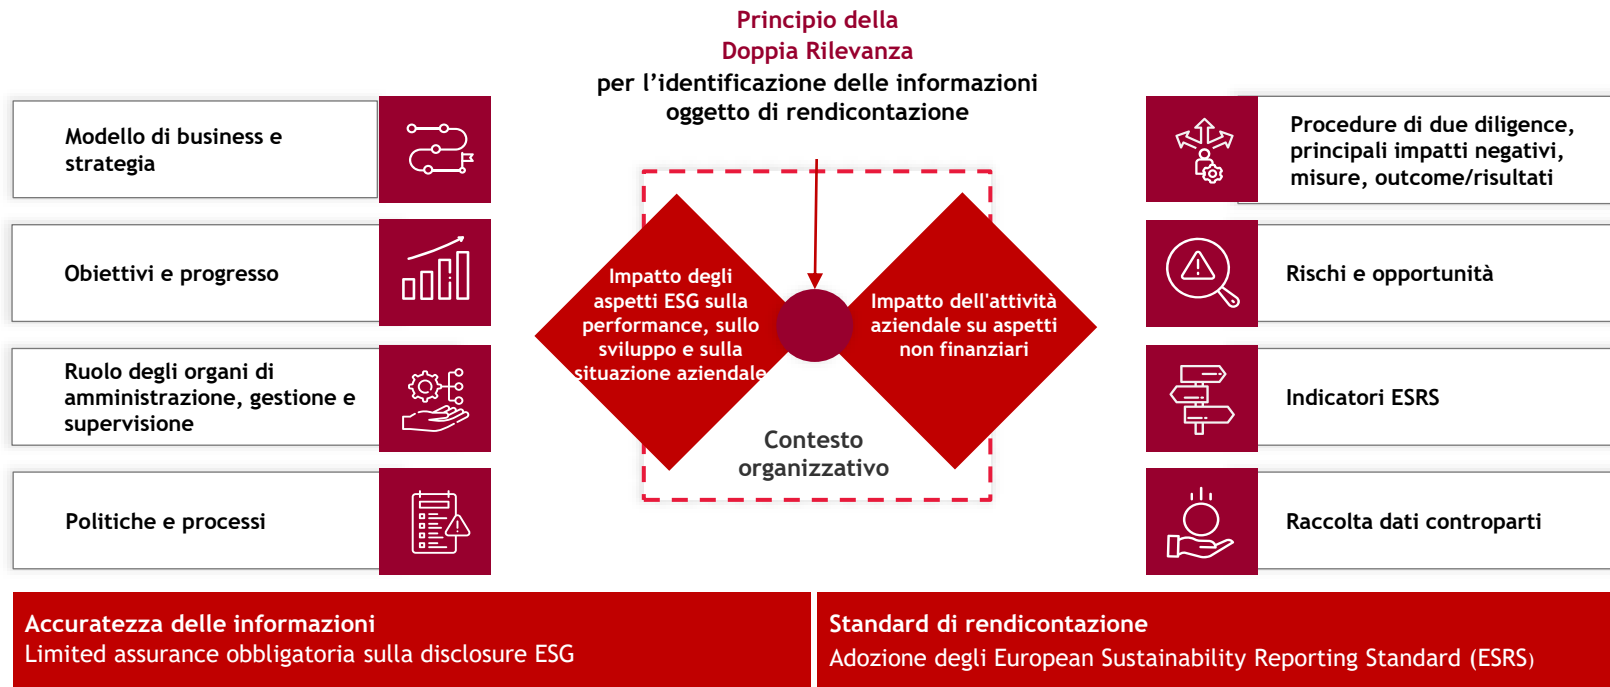 Principio della
Doppia Rilevanza
per l’identificazione delle informazioni
oggetto di rendicontazione
Modello di business e
strategia
Obiettivi e progresso
Ruolo degli organi di
amministrazione, gestione e
supervisione
Politiche e processi
Impatto degli
aspetti ESG sulla
performance, sullo
sviluppo e sulla
situazione aziendale
Impatto dell'attività
aziendale su aspetti
non finanziari
Contesto
organizzativo
Procedure di due diligence,
principali impatti negativi,
misure, outcome/risultati
Rischi e opportunità
Indicatori ESRS
Raccolta dati controparti
Accuratezza delle informazioni
Limited assurance obbligatoria sulla disclosure ESG
Standard di rendicontazione
Adozione degli European Sustainability Reporting Standard (ESRS)